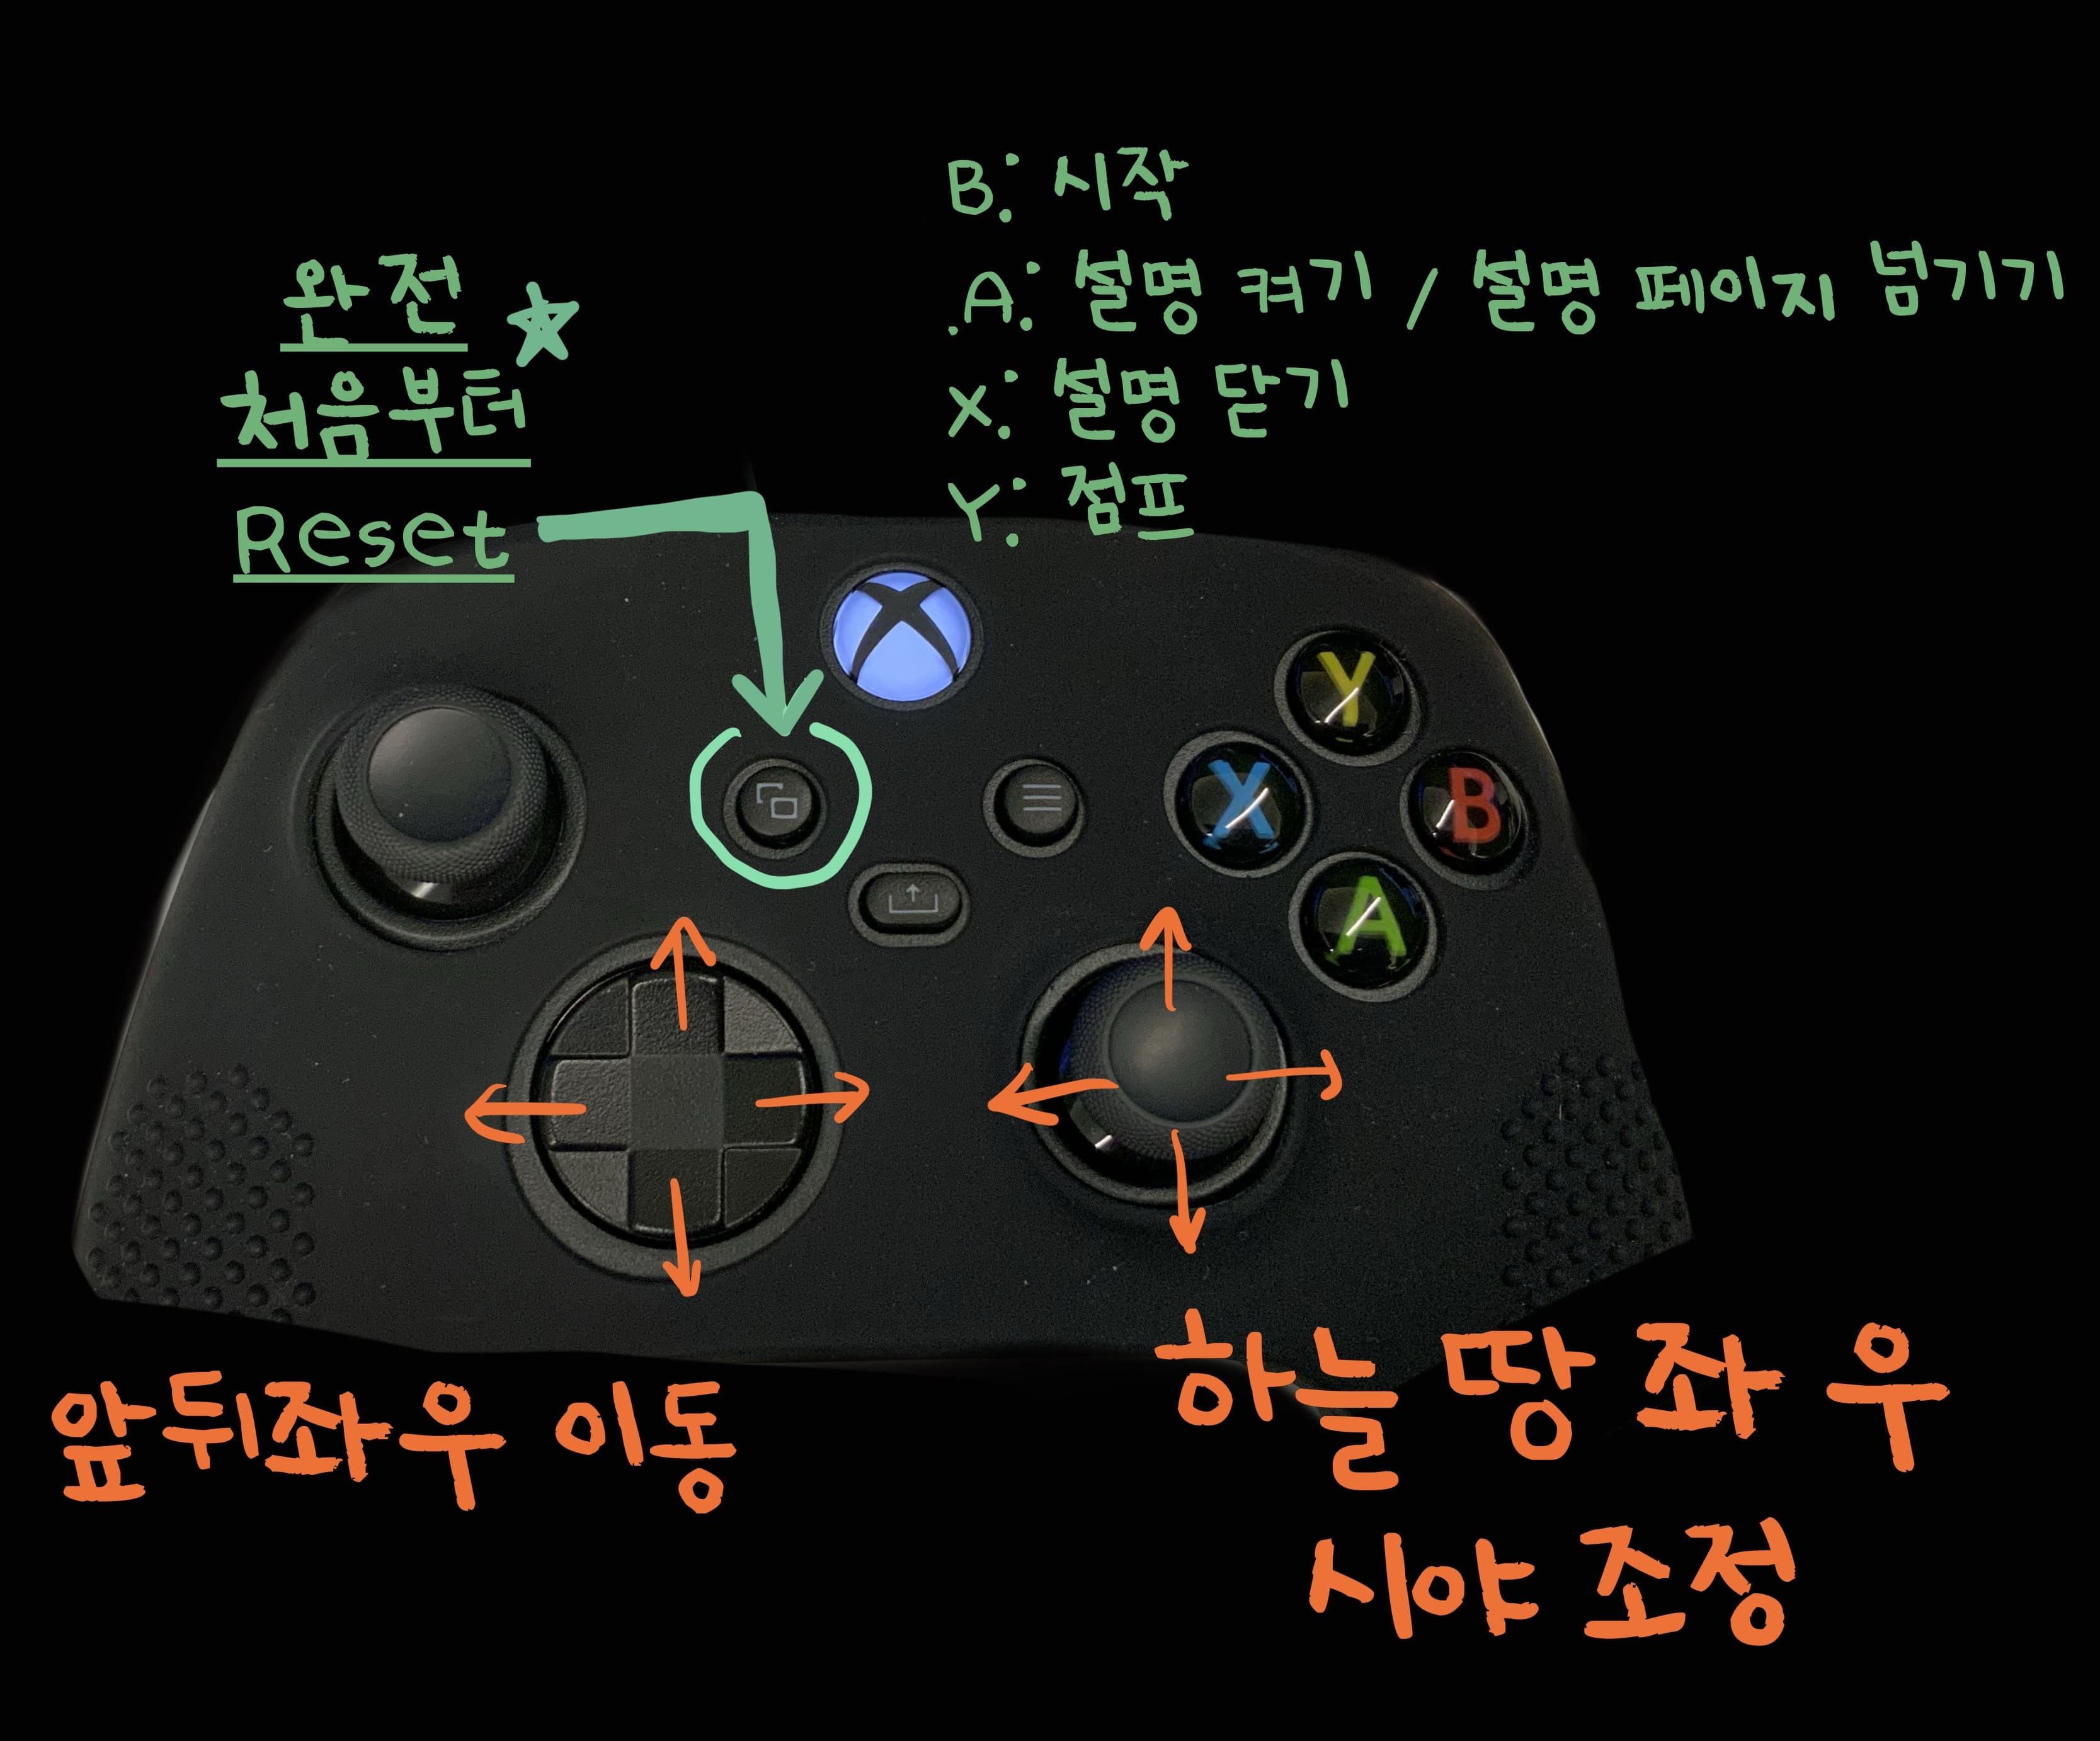 B: 시작
A: 설명 켜기 / 설명 페이지 넘기기
X: 설명 닫기
Y: 점프
완전
처음부터
Reset
Y
X
B
A
앞뒤좌우 이동
하늘 땅 좌 우
시야 조정